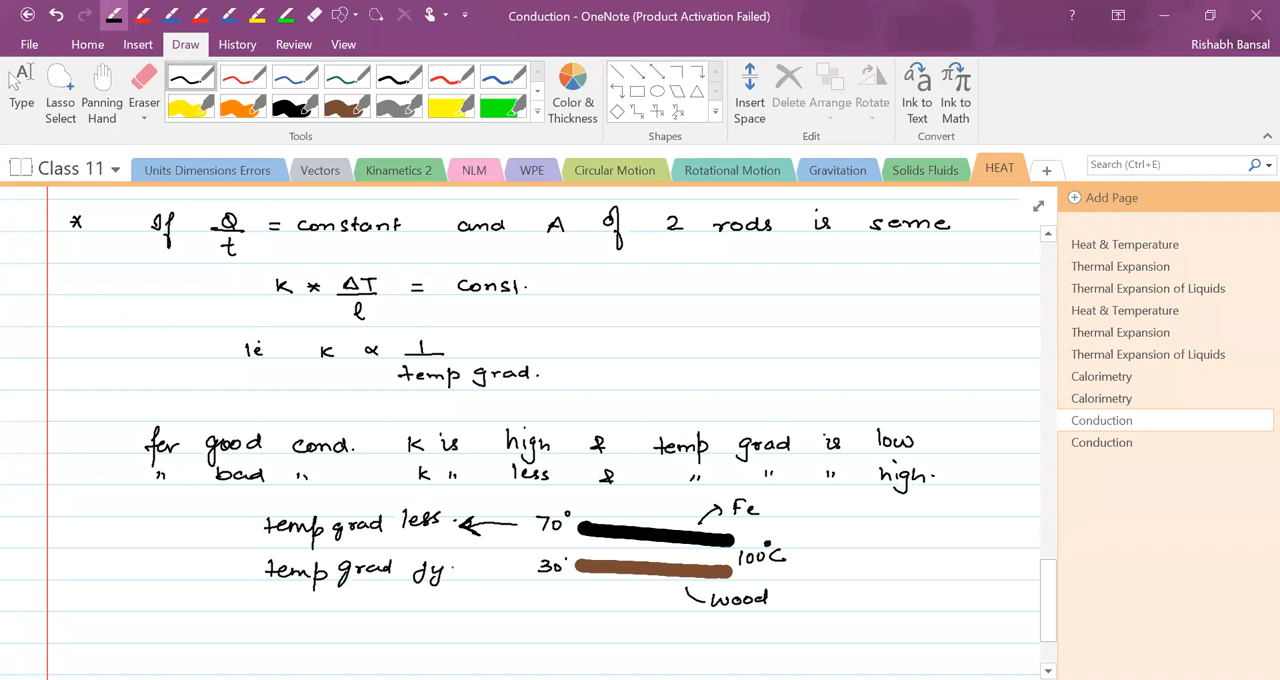 Conduction - OneNote (Product Activation Failed)
?
File Home Insert Draw History Review View Rishabh Bansal
Type Lasso Select Panning Hand Eraser Color & Thickness Insert Space Delete Arrange Rotate Ink to Text Ink to Math
Tools Shapes Edit Convert
Class 11 Units Dimensions Errors Vectors Kinametics 2 NLM WPE Circular Motion Rotational Motion Gravitation Solids Fluids HEAT Search (Ctrl+E)
Add Page
Heat & Temperature
Thermal Expansion
Thermal Expansion of Liquids
Heat & Temperature
Thermal Expansion
Thermal Expansion of Liquids
Calorimetry
Calorimetry
Conduction
Conduction
* If Q/t = constant and A of 2 rods is same
K * ΔT/l = const.
ie K ∝ 1/temp grad.
for good cond. K is high & temp grad is low
" bad " K " less & " " " high.
temp grad less. ← 70° → Fe
100°C
temp grad 30°
wood